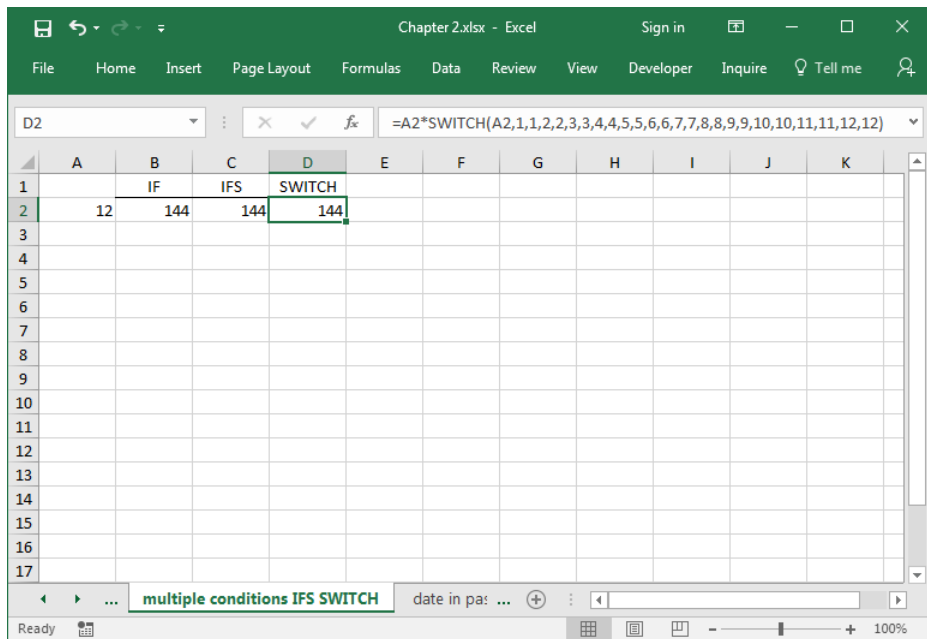 Chapter 2.xlsx - Excel Sign in
File Home Insert Page Layout Formulas Data Review View Developer Inquire Tell me
D2 fx =A2*SWITCH(A2,1,1,2,2,3,3,4,4,5,5,6,6,7,7,8,8,9,9,10,10,11,11,12,12)
A B C D E F G H I J K
1 IF IFS SWITCH
2 12 144 144 144
3
4
5
6
7
8
9
10
11
12
13
14
15
16
17
... multiple conditions IFS SWITCH date in pas ...
Ready 100%